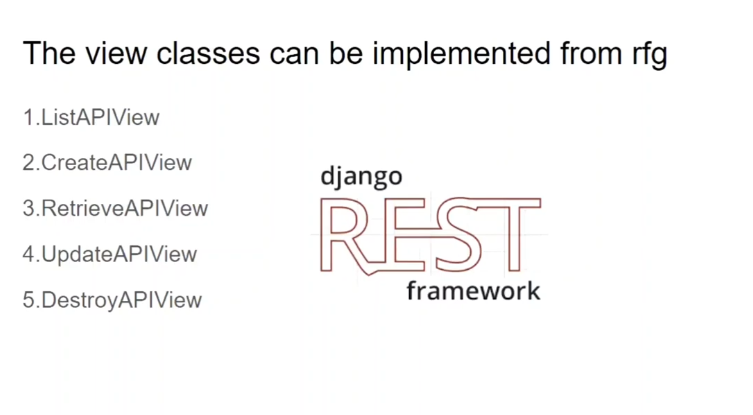 The view classes can be implemented from rfg
1.ListAPIView
2.CreateAPIView
3.RetrieveAPIView
4.UpdateAPIView
5.DestroyAPIView
django
REST
framework